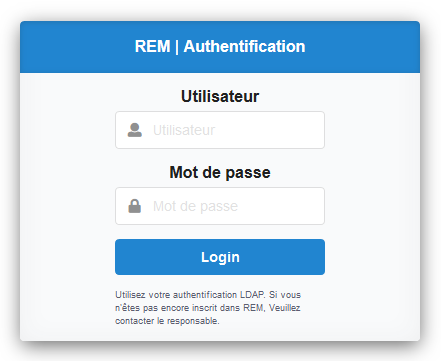 REM | Authentification
Utilisateur
Utilisateur
Mot de passe
Mot de passe
Login
Utilisez votre authentification LDAP. Si vous
n'êtes pas encore inscrit dans REM, Veuillez
contacter le responsable.